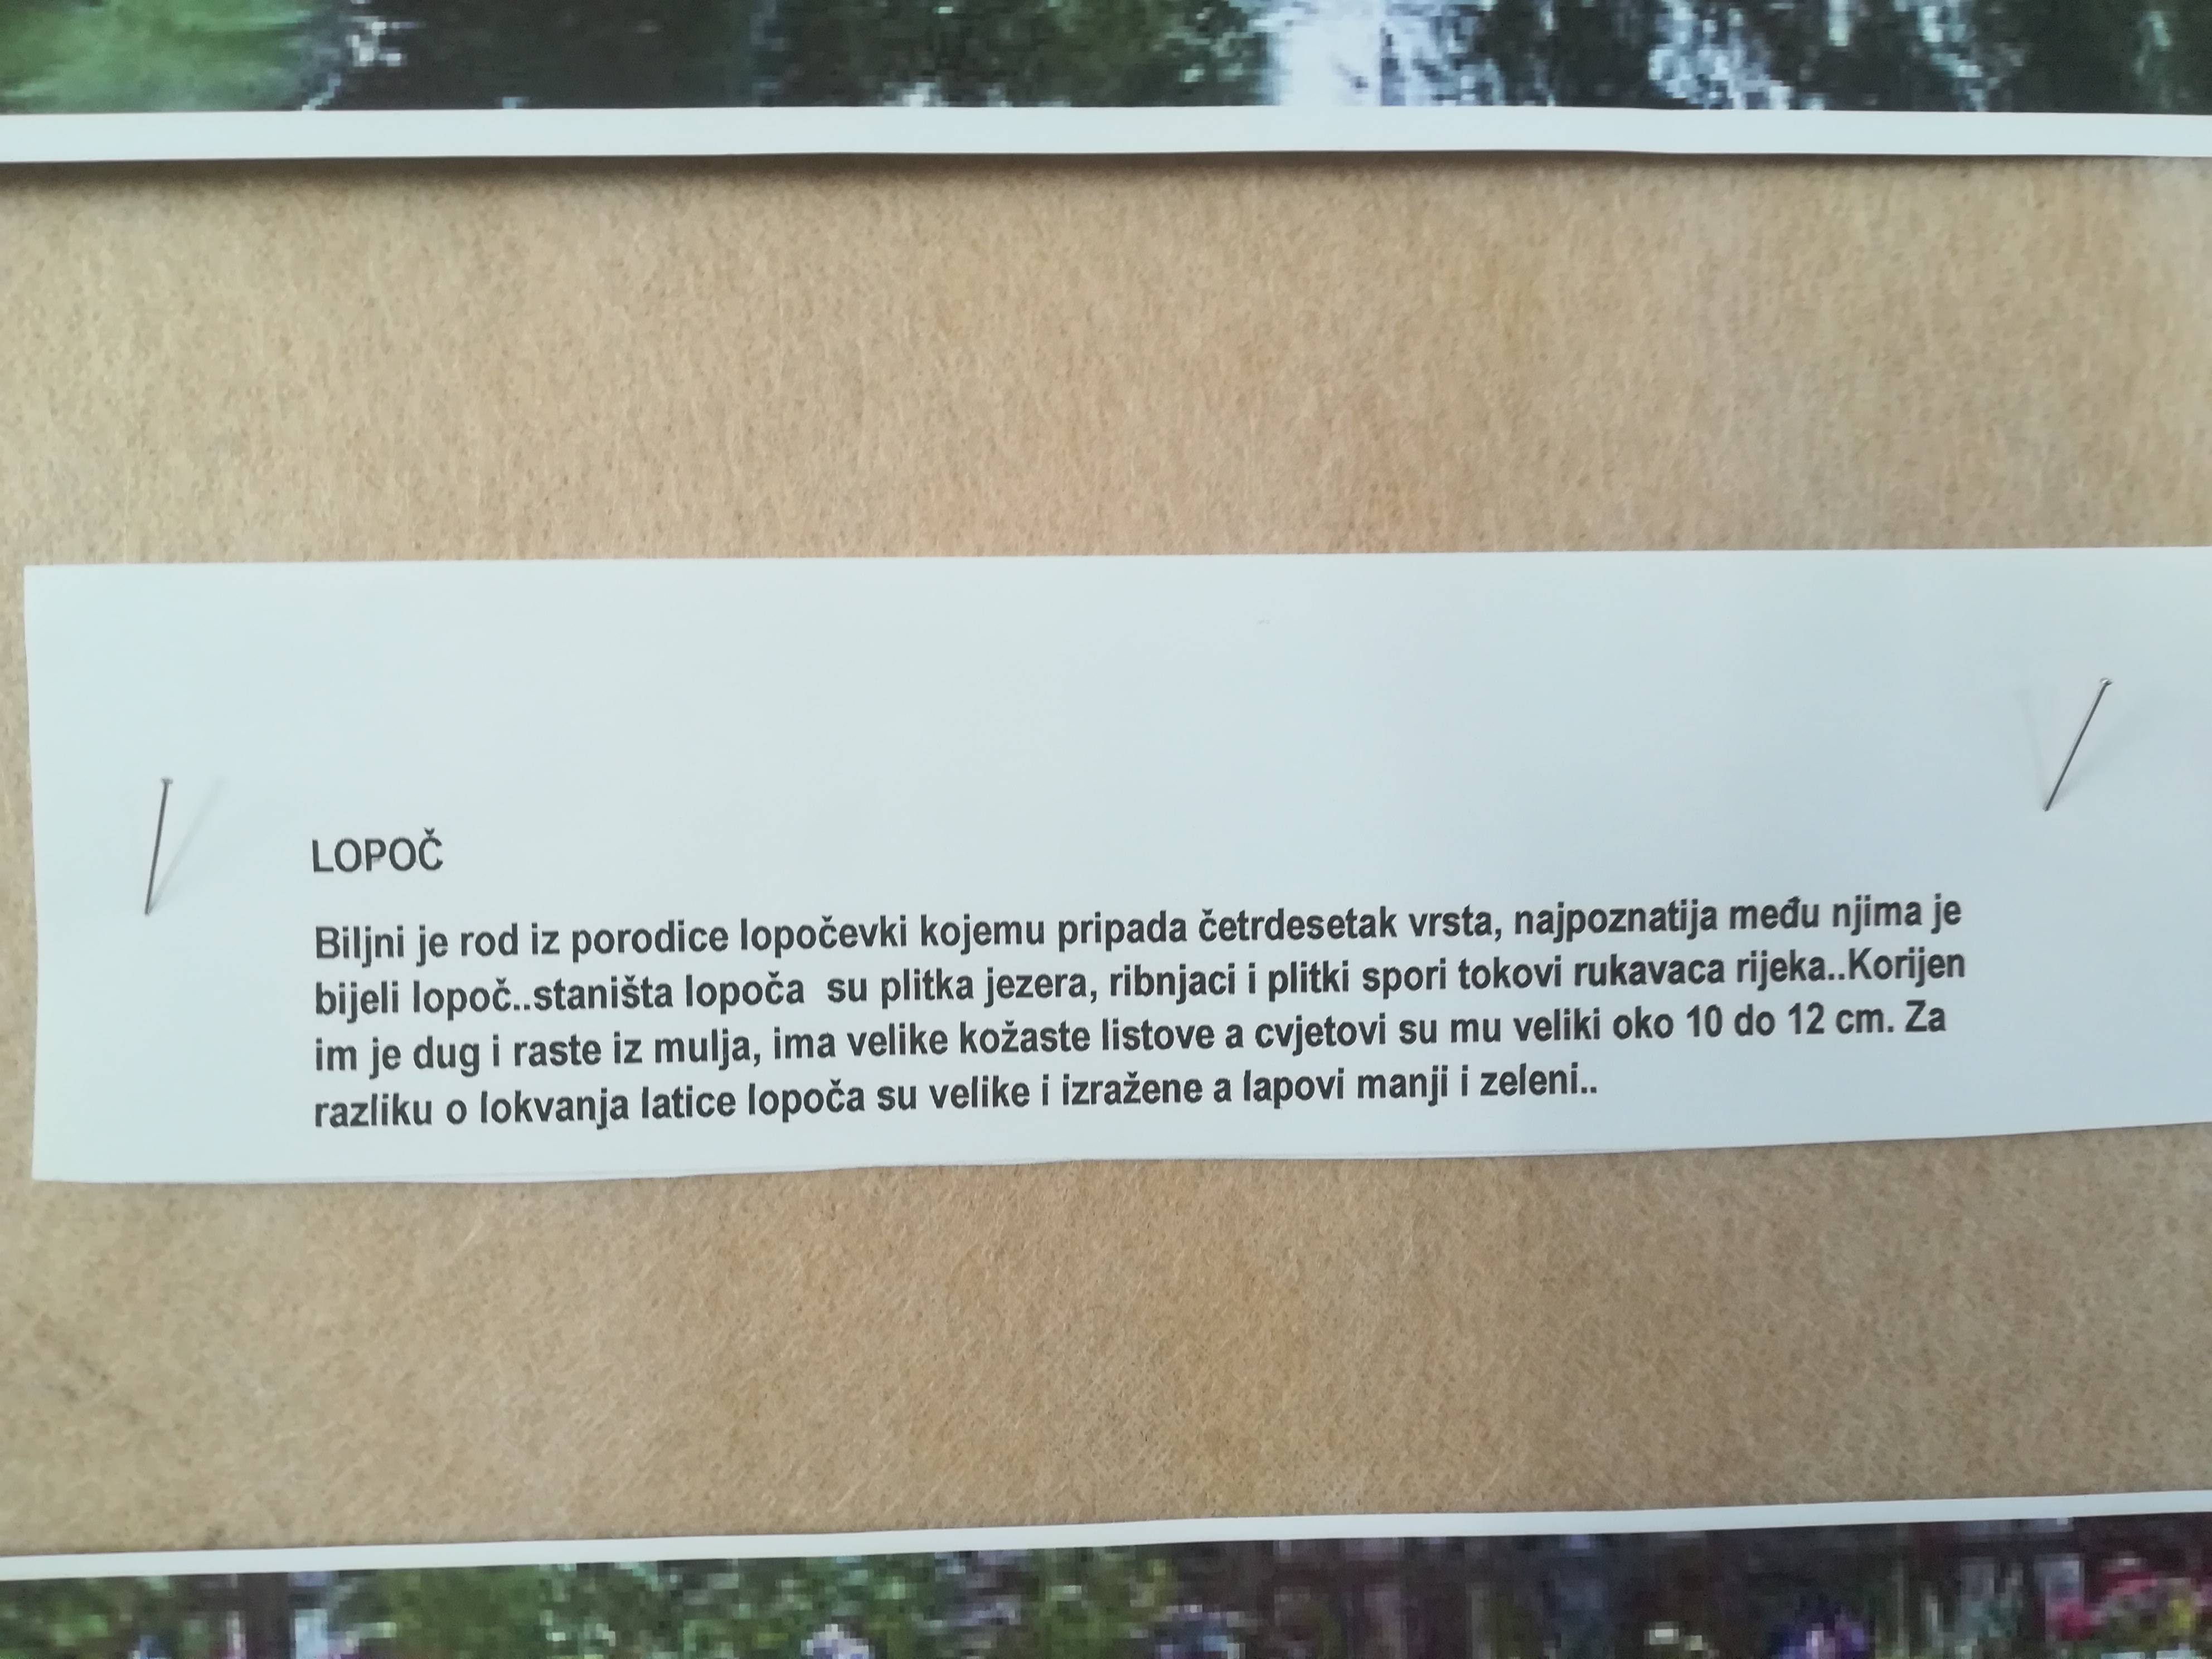 LOPOČ
Biljni je rod iz porodice lopočevki kojemu pripada četrdesetak vrsta, najpoznatija među njima je
bijeli lopoč..staništa lopoča  su plitka jezera, ribnjaci i plitki spori tokovi rukavaca rijeka..Korijen
im je dug i raste iz mulja, ima velike kožaste listove a cvjetovi su mu veliki oko 10 do 12 cm. Za
razliku o lokvanja latice lopoča su velike i izražene a lapovi manji i zeleni..